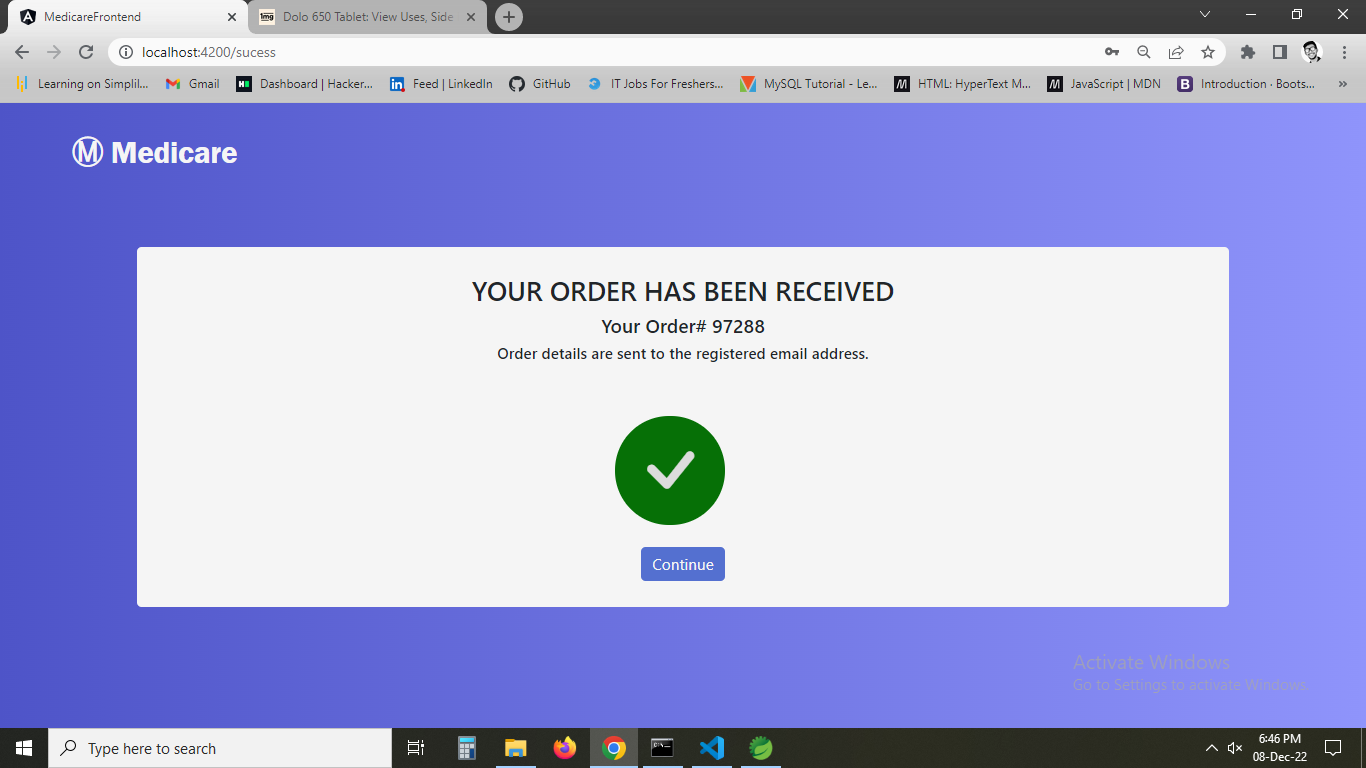 MedicareFrontend
1mg
Dolo 650 Tablet: View Uses, Side
localhost:4200/sucess
Learning on Simplil...
Gmail
Dashboard | Hacker...
Feed | LinkedIn
GitHub
IT Jobs For Freshers...
MySQL Tutorial - Le...
HTML: HyperText M...
JavaScript | MDN
Introduction · Boots...
Ⓜ Medicare
YOUR ORDER HAS BEEN RECEIVED
Your Order# 97288
Order details are sent to the registered email address.
Continue
Activate Windows
Go to Settings to activate Windows.
Type here to search
6:46 PM
08-Dec-22